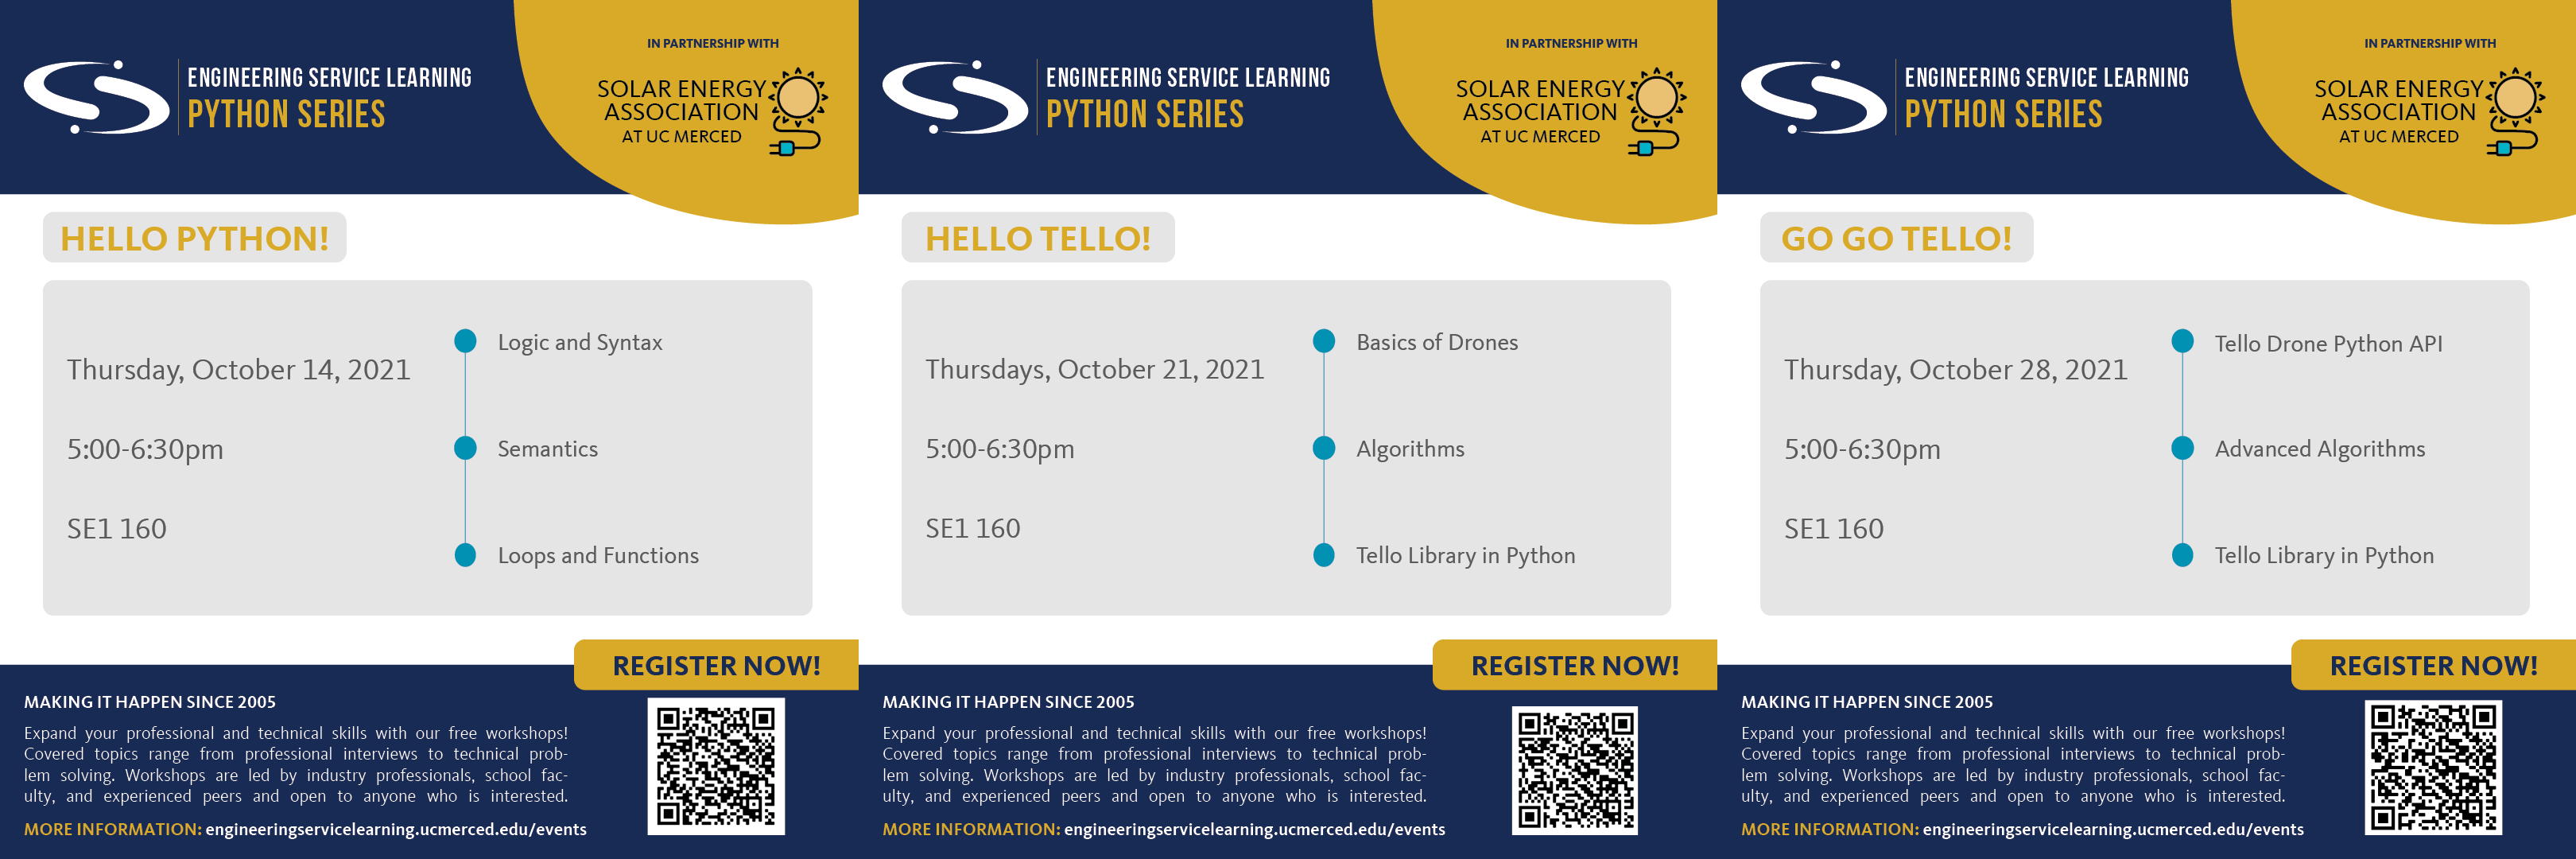 ENGINEERING SERVICE LEARNING
PYTHON SERIES
IN PARTNERSHIP WITH
SOLAR ENERGY
ASSOCIATION
AT UC MERCED
HELLO PYTHON!
Thursday, October 14, 2021
5:00-6:30pm
SE1 160
Logic and Syntax
Semantics
Loops and Functions
REGISTER NOW!
MAKING IT HAPPEN SINCE 2005
Expand your professional and technical skills with our free workshops!
Covered topics range from professional interviews to technical prob-
lem solving. Workshops are led by industry professionals, school fac-
ulty, and experienced peers and open to anyone who is interested.
MORE INFORMATION: engineeringservicelearning.ucmerced.edu/events
ENGINEERING SERVICE LEARNING
PYTHON SERIES
IN PARTNERSHIP WITH
SOLAR ENERGY
ASSOCIATION
AT UC MERCED
HELLO TELLO!
Thursdays, October 21, 2021
5:00-6:30pm
SE1 160
Basics of Drones
Algorithms
Tello Library in Python
REGISTER NOW!
MAKING IT HAPPEN SINCE 2005
Expand your professional and technical skills with our free workshops!
Covered topics range from professional interviews to technical prob-
lem solving. Workshops are led by industry professionals, school fac-
ulty, and experienced peers and open to anyone who is interested.
MORE INFORMATION: engineeringservicelearning.ucmerced.edu/events
ENGINEERING SERVICE LEARNING
PYTHON SERIES
IN PARTNERSHIP WITH
SOLAR ENERGY
ASSOCIATION
AT UC MERCED
GO GO TELLO!
Thursday, October 28, 2021
5:00-6:30pm
SE1 160
Tello Drone Python API
Advanced Algorithms
Tello Library in Python
REGISTER NOW!
MAKING IT HAPPEN SINCE 2005
Expand your professional and technical skills with our free workshops!
Covered topics range from professional interviews to technical prob-
lem solving. Workshops are led by industry professionals, school fac-
ulty, and experienced peers and open to anyone who is interested.
MORE INFORMATION: engineeringservicelearning.ucmerced.edu/events